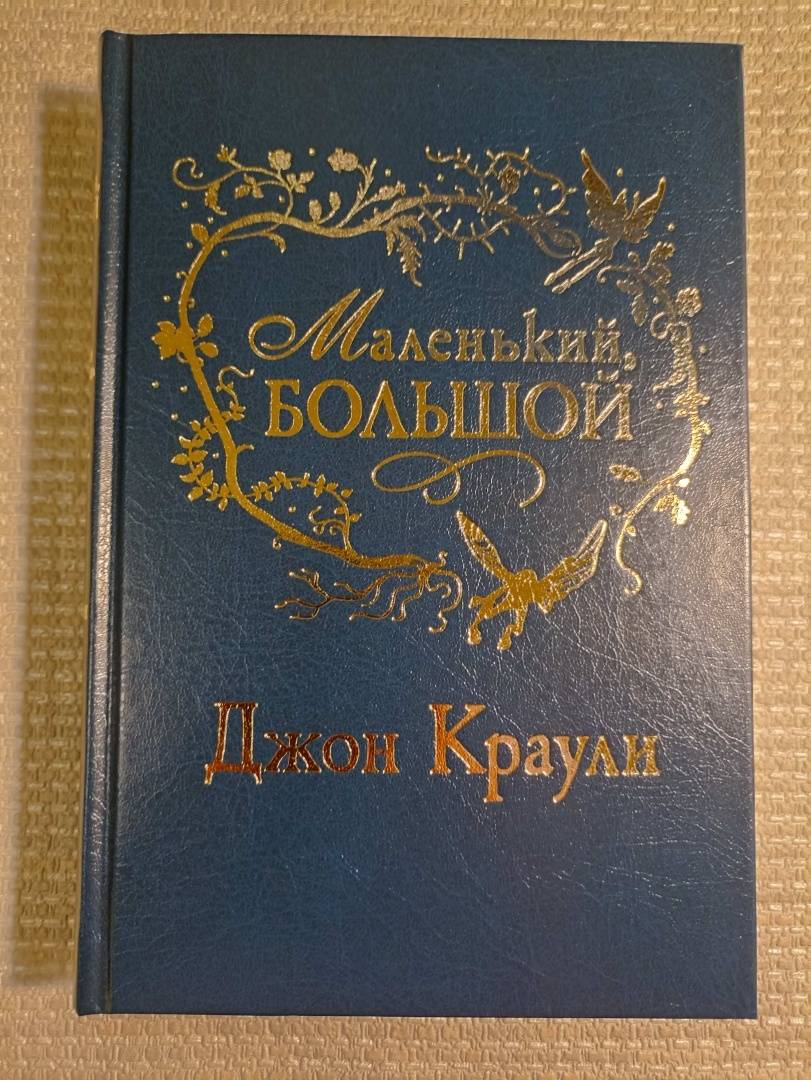 Маленький,
БОЛЬШОЙ
Джон Краули